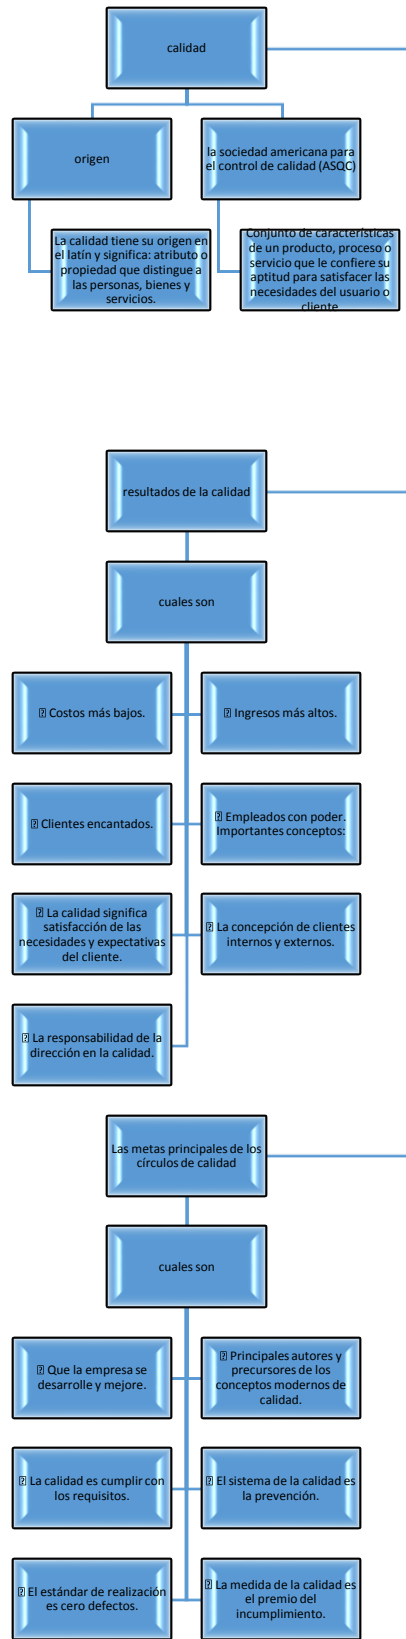 calidad
origen
la sociedad americana para
el control de calidad (ASQC)
La calidad tiene su origen en
el latín y significa: atributo o
propiedad que distingue a
las personas, bienes y
servicios.
Conjunto de características
de un producto, proceso o
servicio que le confiere su
aptitud para satisfacer las
necesidades del usuario o
cliente
resultados de la calidad
cuales son
⍰ Costos más bajos.
⍰ Ingresos más altos.
⍰ Clientes encantados.
⍰ Empleados con poder.
Importantes conceptos:
⍰ La calidad significa
satisfacción de las
necesidades y expectativas
del cliente.
⍰ La concepción de clientes
internos y externos.
⍰ La responsabilidad de la
dirección en la calidad.
Las metas principales de los
círculos de calidad
cuales son
⍰ Que la empresa se
desarrolle y mejore.
⍰ Principales autores y
precursores de los
conceptos modernos de
calidad.
⍰ La calidad es cumplir con
los requisitos.
⍰ El sistema de la calidad es
la prevención.
⍰ El estándar de realización
es cero defectos.
⍰ La medida de la calidad es
el premio del
incumplimiento.